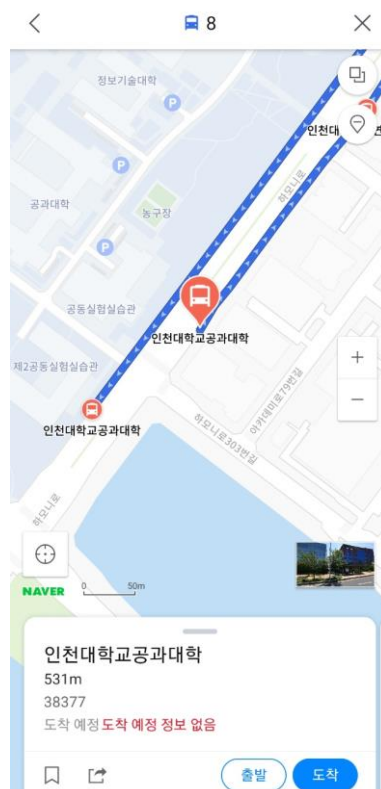 8
정보기술대학
P
인천대
하모니로
공과대학
농구장
P
P
공동실험실습관
인천대학교공과대학
제2공동실험실습관
+
아카데미로79번길
−
인천대학교공과대학
하모니로303번길
하모니로
NAVER
0 50m
인천대학교공과대학
531m
38377
도착 예정 도착 예정 정보 없음
출발
도착